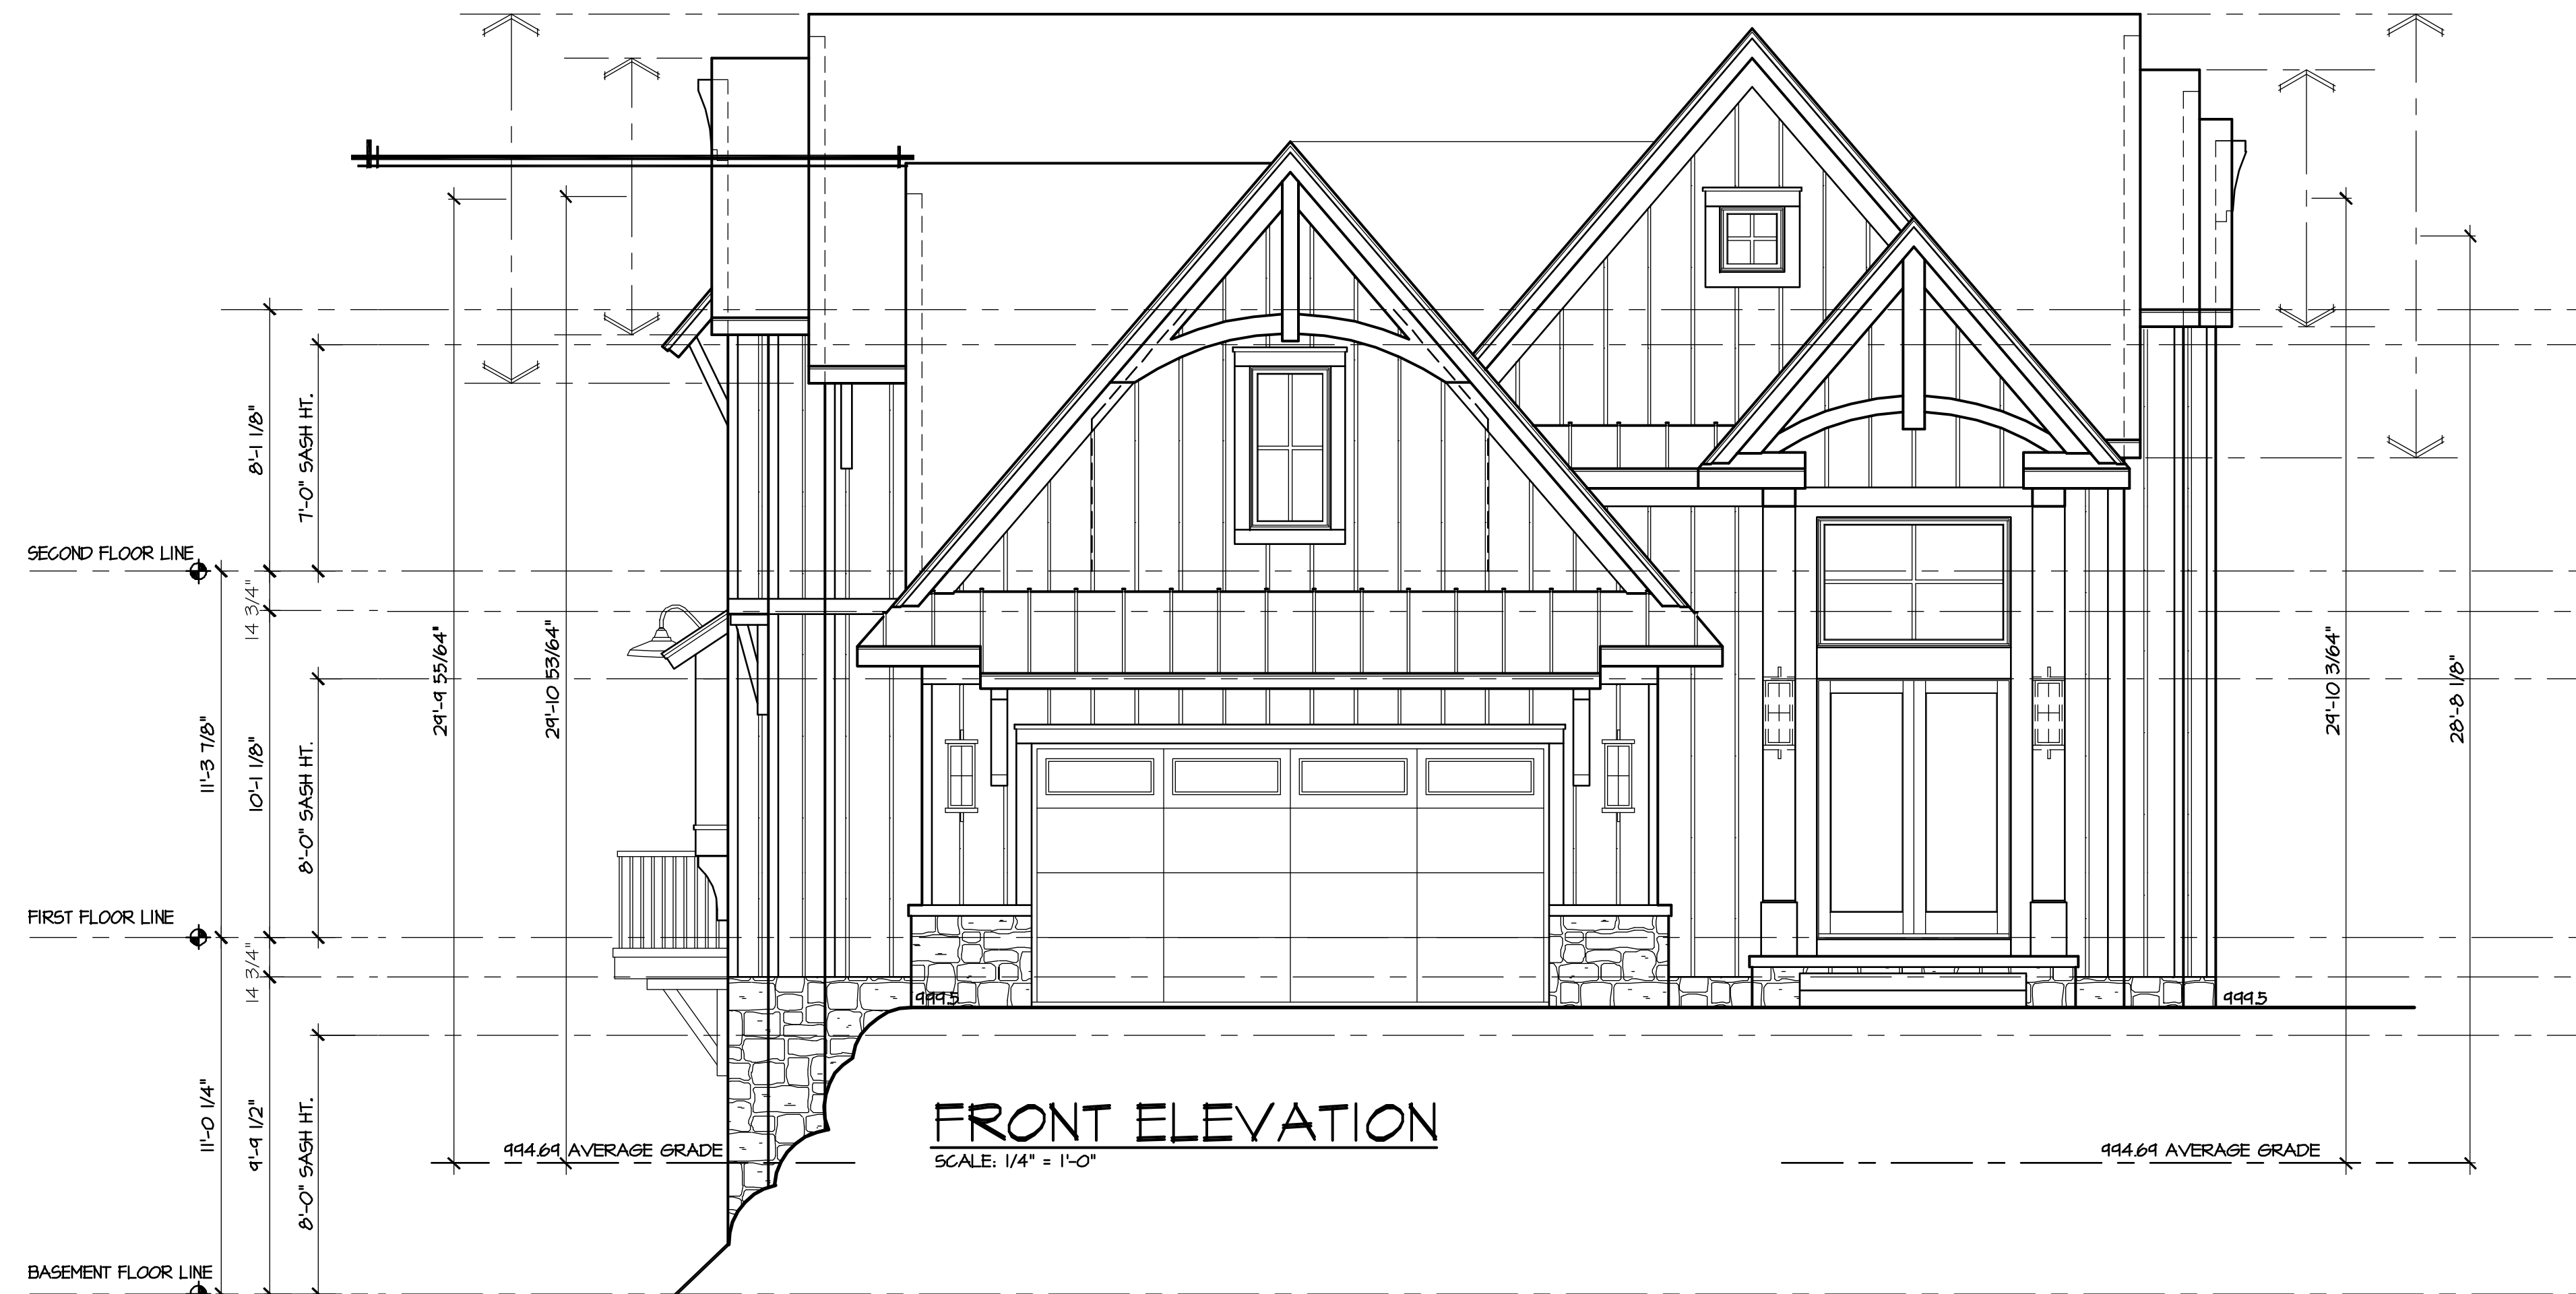 SECOND FLOOR LINE
FIRST FLOOR LINE
BASEMENT FLOOR LINE
11'-3 7/8"
11'-0 1/4"
8'-1 1/8"
14 3/4"
10'-1 1/8"
14 3/4"
9'-9 1/2"
7'-0" SASH HT.
8'-0" SASH HT.
8'-0" SASH HT.
29'-9 55/64"
29'-10 53/64"
29'-10 3/64"
28'-8 1/8"
999.5
999.5
994.69 AVERAGE GRADE
FRONT ELEVATION
SCALE: 1/4" = 1'-0"
994.69 AVERAGE GRADE